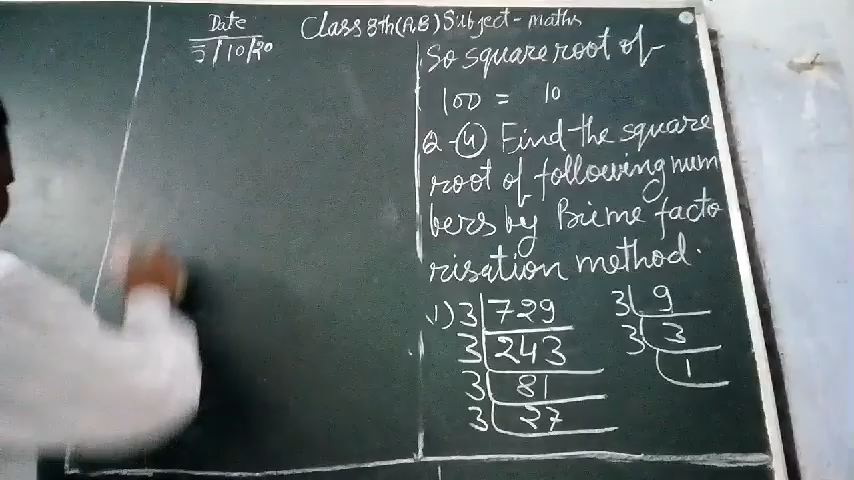 Date
5/10/20
Class 8th(A,B) Subject - maths
So square root of
100 = 10
Q-4 Find the square
root of following num
bers by Prime facto
risation method.
1) 3 729
3 243
3 81
3 27
3 9
3 3
1